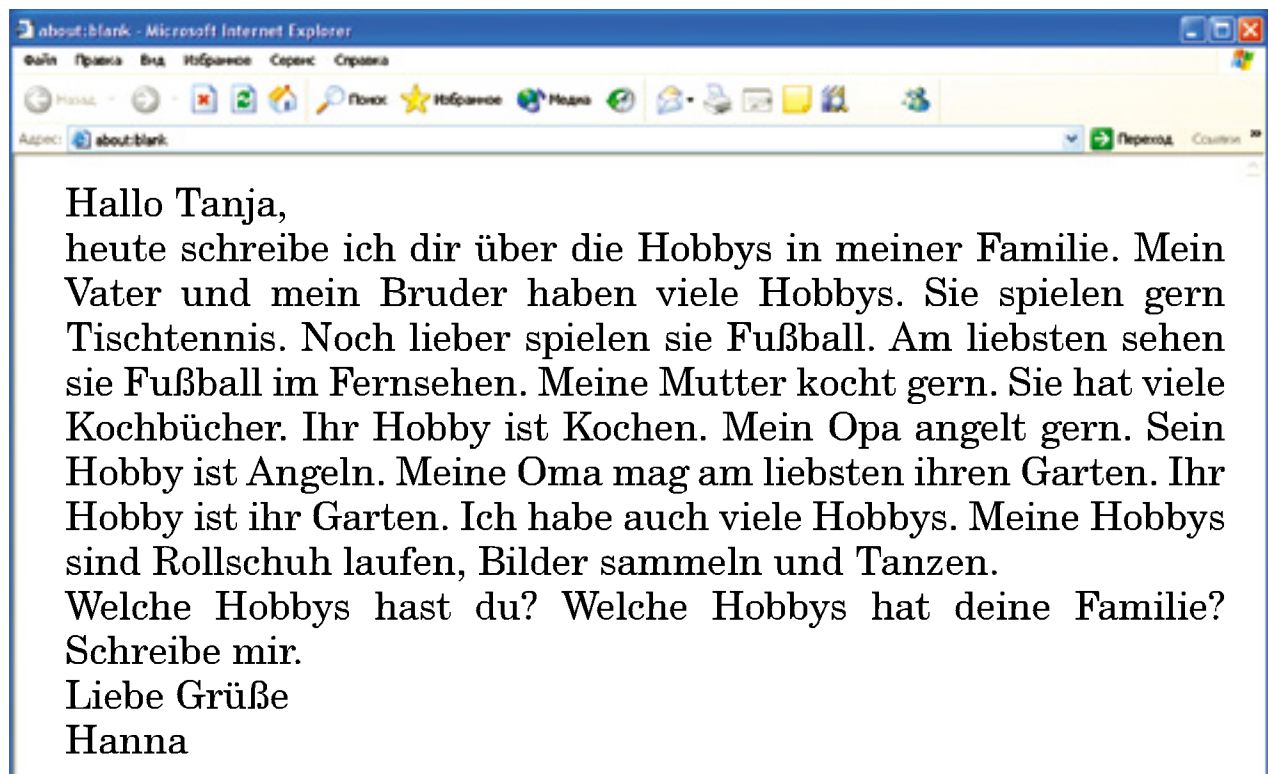 about:blank - Microsoft Internet Explorer
Файл Правка Вид Избранное Сервис Справка
Назад Поиск Избранное Медиа
Адрес: about:blank Переход Ссылки »
Hallo Tanja,
heute schreibe ich dir über die Hobbys in meiner Familie. Mein
Vater und mein Bruder haben viele Hobbys. Sie spielen gern
Tischtennis. Noch lieber spielen sie Fußball. Am liebsten sehen
sie Fußball im Fernsehen. Meine Mutter kocht gern. Sie hat viele
Kochbücher. Ihr Hobby ist Kochen. Mein Opa angelt gern. Sein
Hobby ist Angeln. Meine Oma mag am liebsten ihren Garten. Ihr
Hobby ist ihr Garten. Ich habe auch viele Hobbys. Meine Hobbys
sind Rollschuh laufen, Bilder sammeln und Tanzen.
Welche Hobbys hast du? Welche Hobbys hat deine Familie?
Schreibe mir.
Liebe Grüße
Hanna